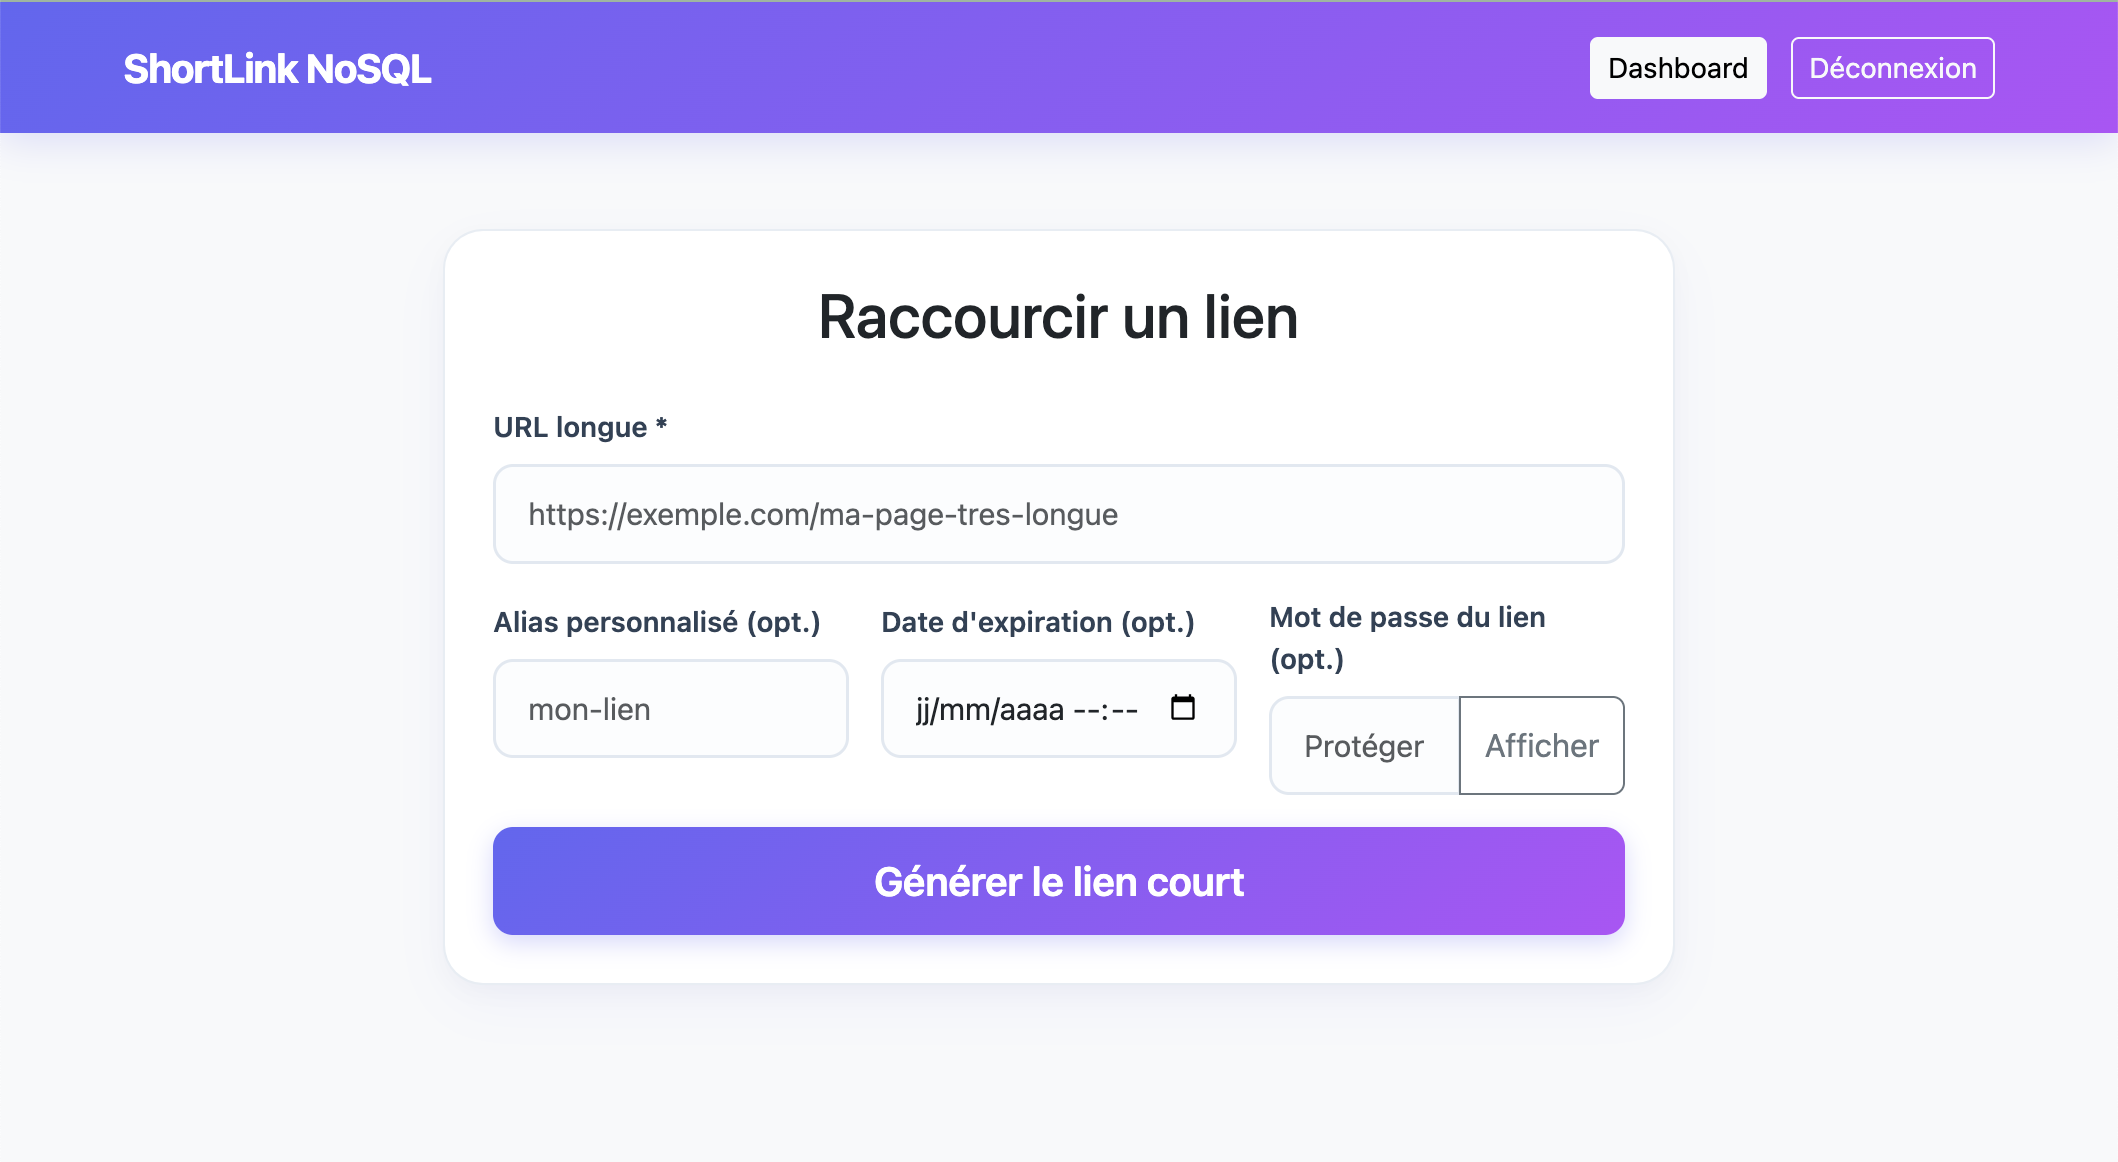 ShortLink NoSQL
Dashboard
Déconnexion
Raccourcir un lien
URL longue *
https://exemple.com/ma-page-tres-longue
Alias personnalisé (opt.)
mon-lien
Date d'expiration (opt.)
jj/mm/aaaa --:--
Mot de passe du lien
(opt.)
Protéger
Afficher
Générer le lien court